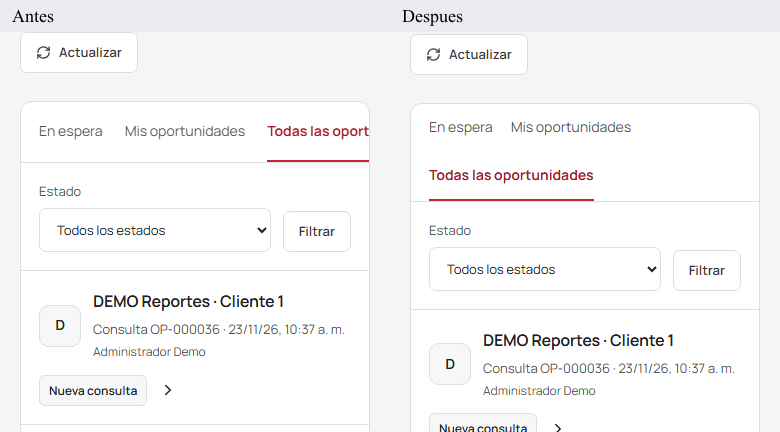 Antes
Actualizar
En espera Mis oportunidades Todas las oport
Estado
Todos los estados Filtrar
D
DEMO Reportes · Cliente 1
Consulta OP-000036 · 23/11/26, 10:37 a. m.
Administrador Demo
Nueva consulta
Despues
Actualizar
En espera Mis oportunidades
Todas las oportunidades
Estado
Todos los estados Filtrar
D
DEMO Reportes · Cliente 1
Consulta OP-000036 · 23/11/26, 10:37 a. m.
Administrador Demo
Nueva consulta